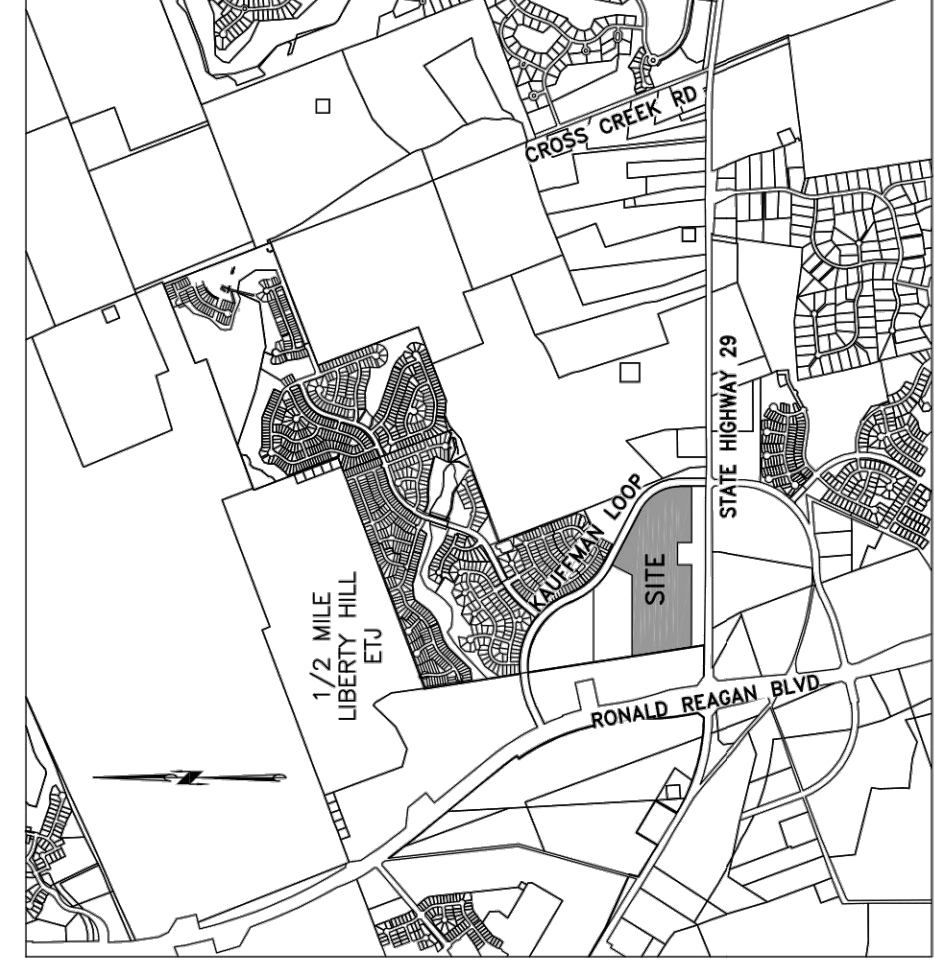 CROSS CREEK RD
STATE HIGHWAY 29
KAUFFMAN LOOP
SITE
1/2 MILE
LIBERTY HILL
ETJ
RONALD REAGAN BLVD